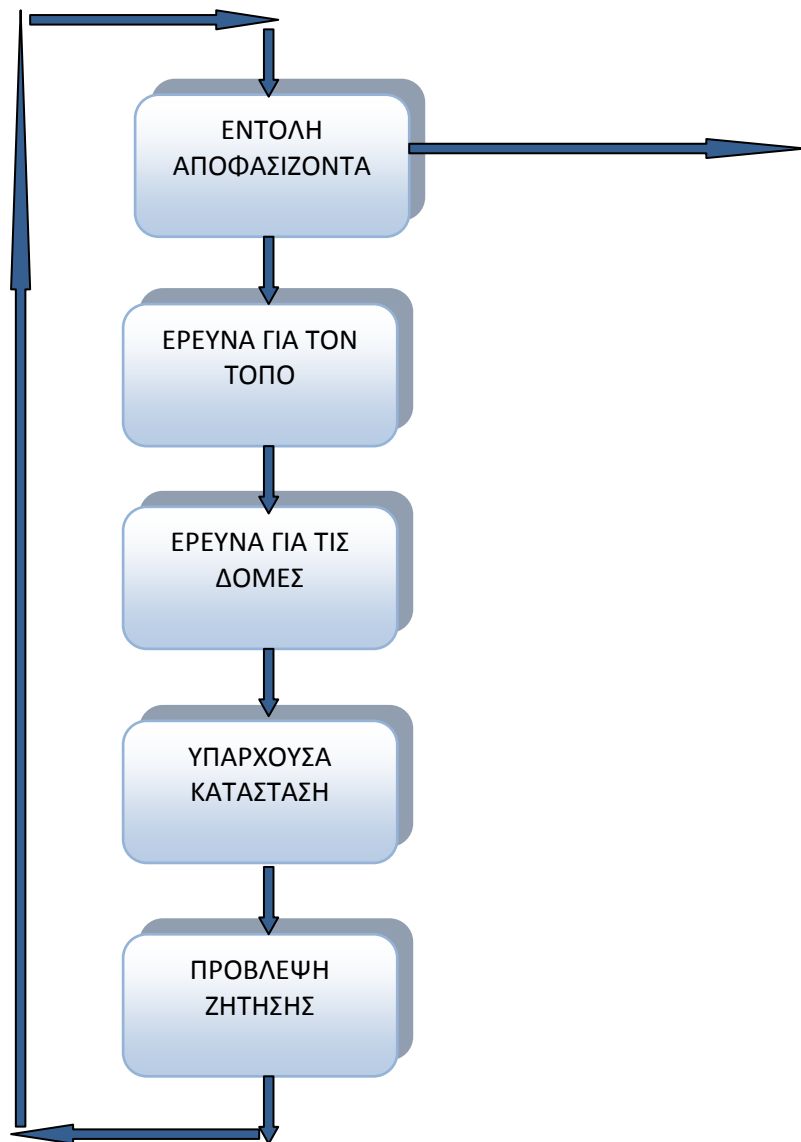 ΕΝΤΟΛΗ
ΑΠΟΦΑΣΙΖΟΝΤΑ
ΕΡΕΥΝΑ ΓΙΑ ΤΟΝ
ΤΟΠΟ
ΕΡΕΥΝΑ ΓΙΑ ΤΙΣ
ΔΟΜΕΣ
ΥΠΑΡΧΟΥΣΑ
ΚΑΤΑΣΤΑΣΗ
ΠΡΟΒΛΕΨΗ
ΖΗΤΗΣΗΣ